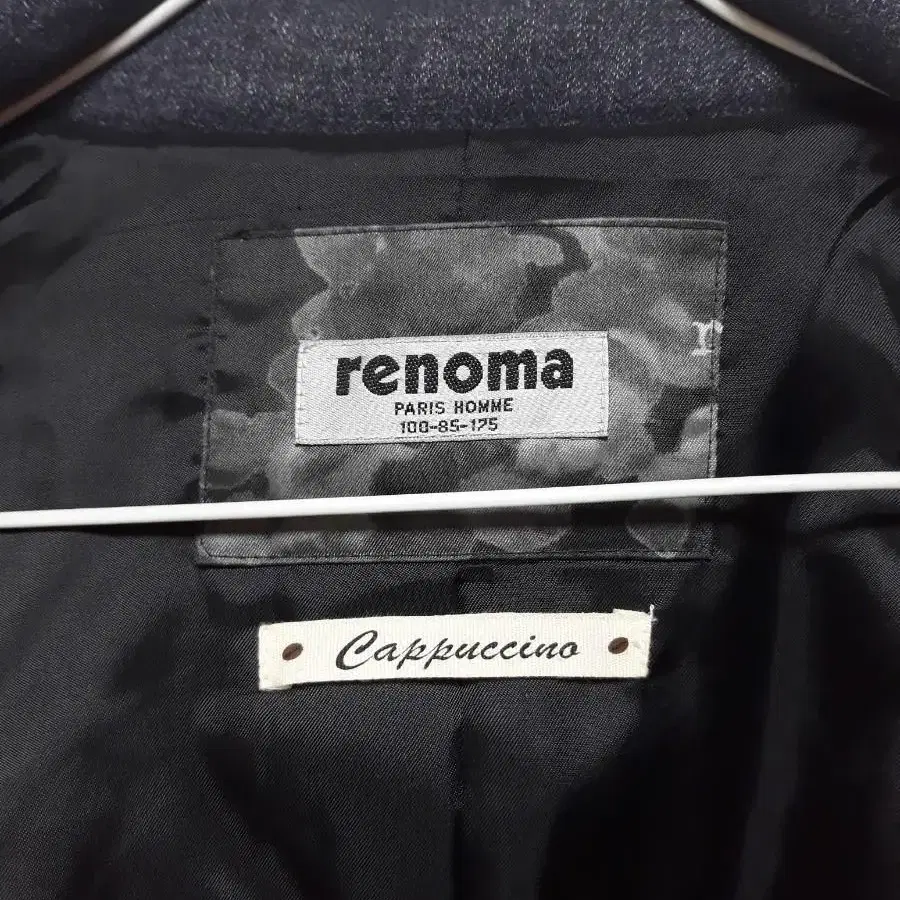 renoma
PARIS HOMME
100-85-175
r
Cappuccino